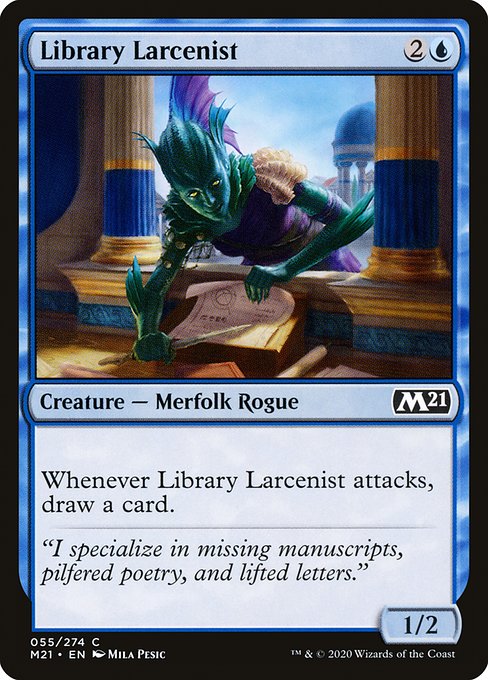 Library Larcenist 2
Creature — Merfolk Rogue M21
Whenever Library Larcenist attacks,
draw a card.
“I specialize in missing manuscripts,
pilfered poetry, and lifted letters.”
1/2
055/274 C
M21 • EN Mila Pesic ™ & © 2020 Wizards of the Coast